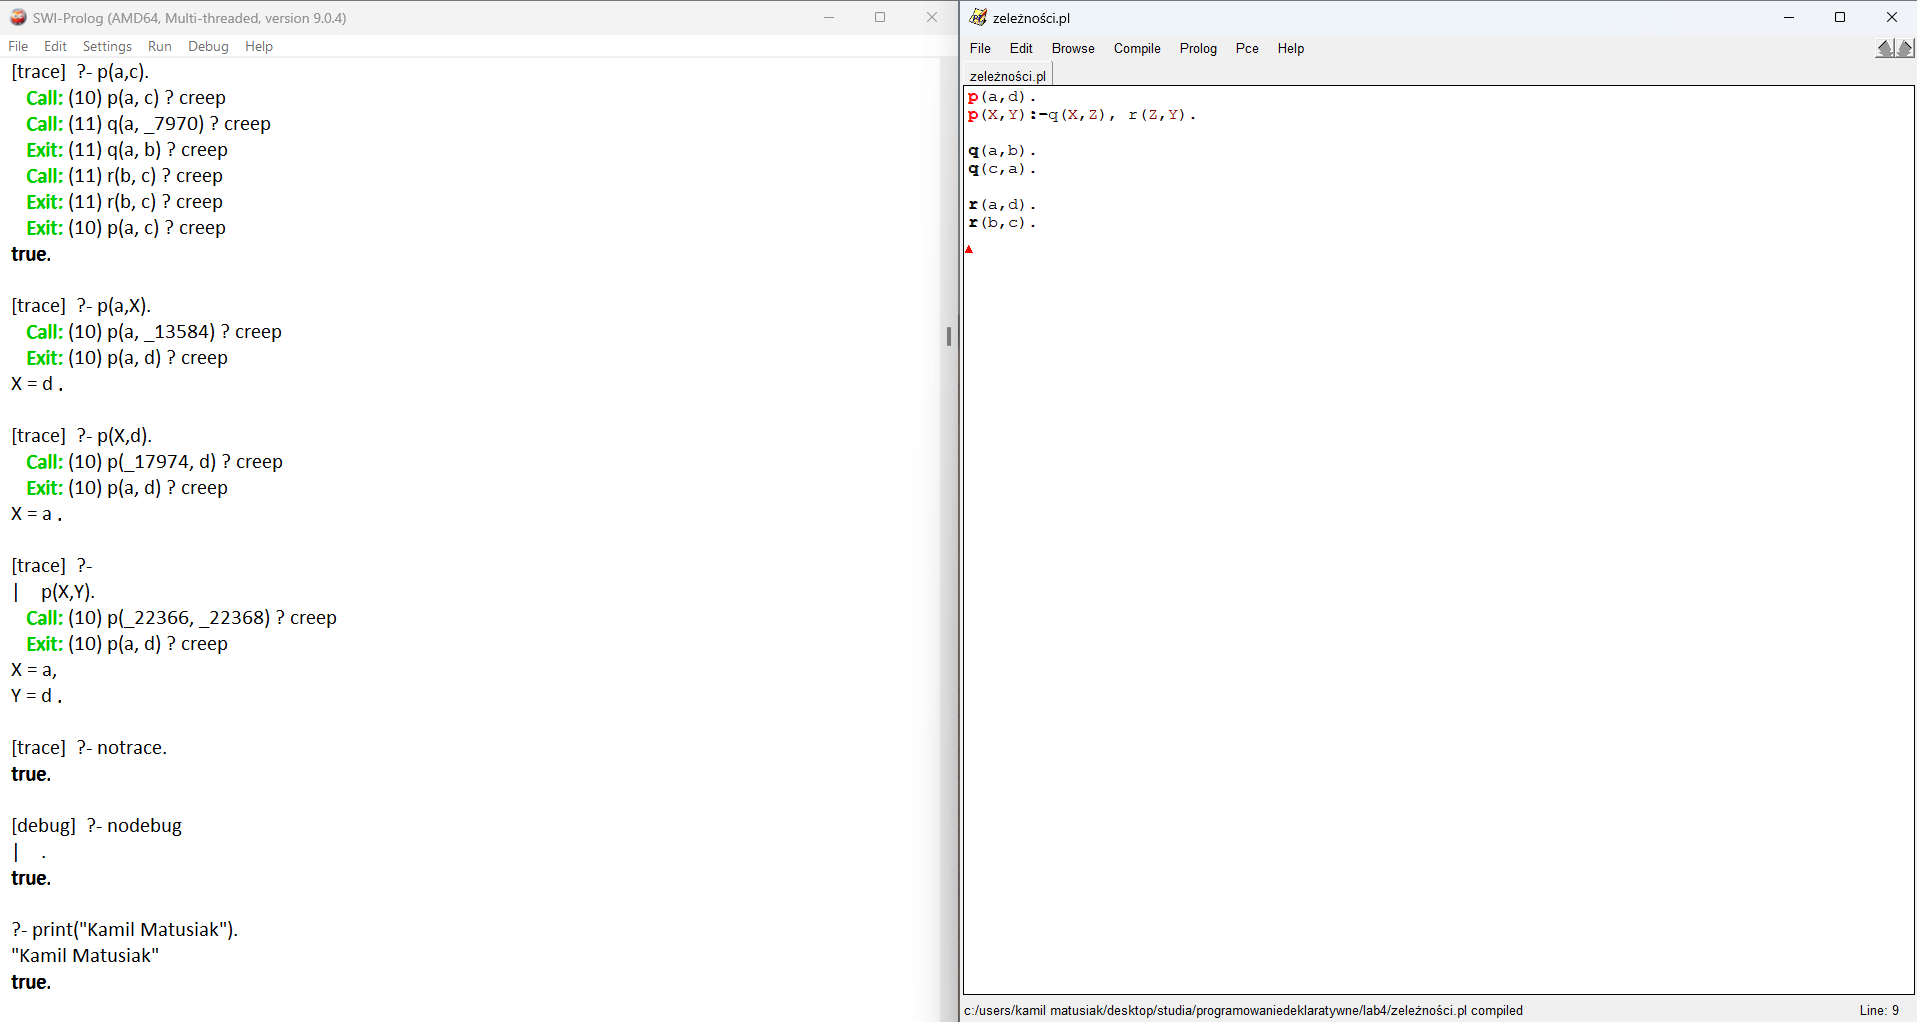 SWI-Prolog (AMD64, Multi-threaded, version 9.0.4)
File Edit Settings Run Debug Help
[trace]  ?- p(a,c).
Call: (10) p(a, c) ? creep
Call: (11) q(a, _7970) ? creep
Exit: (11) q(a, b) ? creep
Call: (11) r(b, c) ? creep
Exit: (11) r(b, c) ? creep
Exit: (10) p(a, c) ? creep
true.
[trace]  ?- p(a,X).
Call: (10) p(a, _13584) ? creep
Exit: (10) p(a, d) ? creep
X = d .
[trace]  ?- p(X,d).
Call: (10) p(_17974, d) ? creep
Exit: (10) p(a, d) ? creep
X = a .
[trace]  ?-
|    p(X,Y).
Call: (10) p(_22366, _22368) ? creep
Exit: (10) p(a, d) ? creep
X = a,
Y = d .
[trace]  ?- notrace.
true.
[debug]  ?- nodebug
|    .
true.
?- print("Kamil Matusiak").
"Kamil Matusiak"
true.
zeleżności.pl
File Edit Browse Compile Prolog Pce Help
zeleżności.pl
p(a,d).
p(X,Y):-q(X,Z), r(Z,Y).
q(a,b).
q(c,a).
r(a,d).
r(b,c).
c:/users/kamil matusiak/desktop/studia/programowaniedeklaratywne/lab4/zeleżności.pl compiled
Line: 9